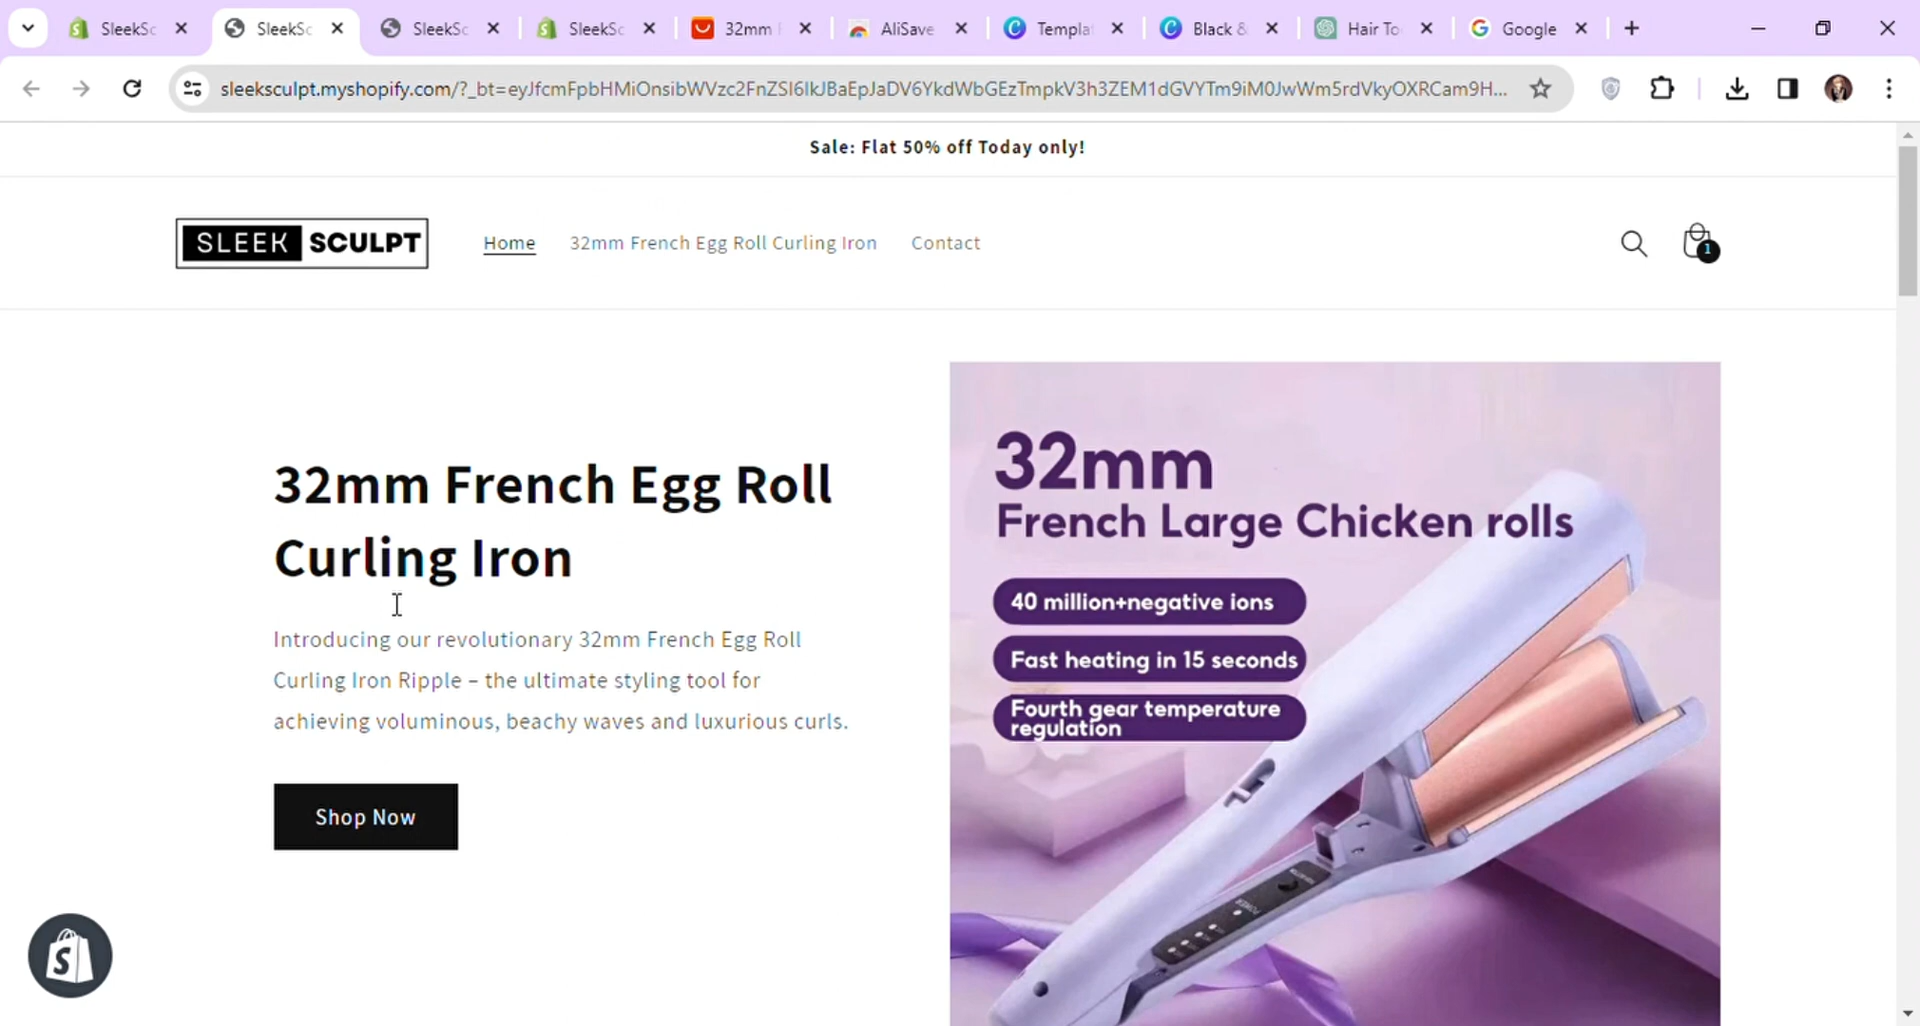 SleekSc
SleekSc
SleekSc
SleekSc
32mm F
AliSave
Templa
Black &
Hair To
Google
sleeksculpt.myshopify.com/?_bt=eyJfcmFpbHMiOnsibWVzc2FnZSI6IkJBaEpJaDV6YkdWbGEzTmpkV3h3ZEM1dGVYTm9iM0JwWm5rdVkyOXRCam9H...
Sale: Flat 50% off Today only!
SLEEK SCULPT
Home
32mm French Egg Roll Curling Iron
Contact
1
32mm French Egg Roll
Curling Iron
Introducing our revolutionary 32mm French Egg Roll
Curling Iron Ripple – the ultimate styling tool for
achieving voluminous, beachy waves and luxurious curls.
Shop Now
32mm
French Large Chicken rolls
40 million+negative ions
Fast heating in 15 seconds
Fourth gear temperature
regulation